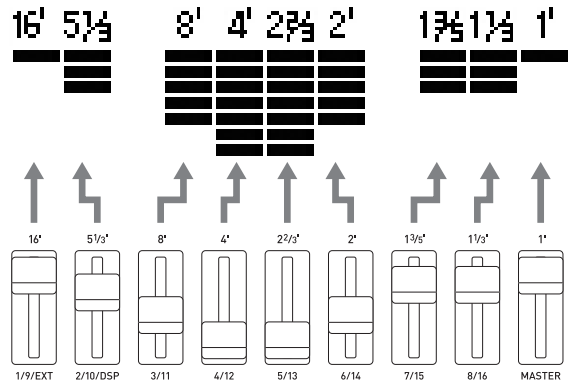 16' 5⅓ 8' 4' 2⅔ 2' 1⅗ 1⅓ 1'
16' 5⅓' 8' 4' 2⅔' 2' 1³/₅' 1⅓' 1'
1/9/EXT 2/10/DSP 3/11 4/12 5/13 6/14 7/15 8/16 MASTER